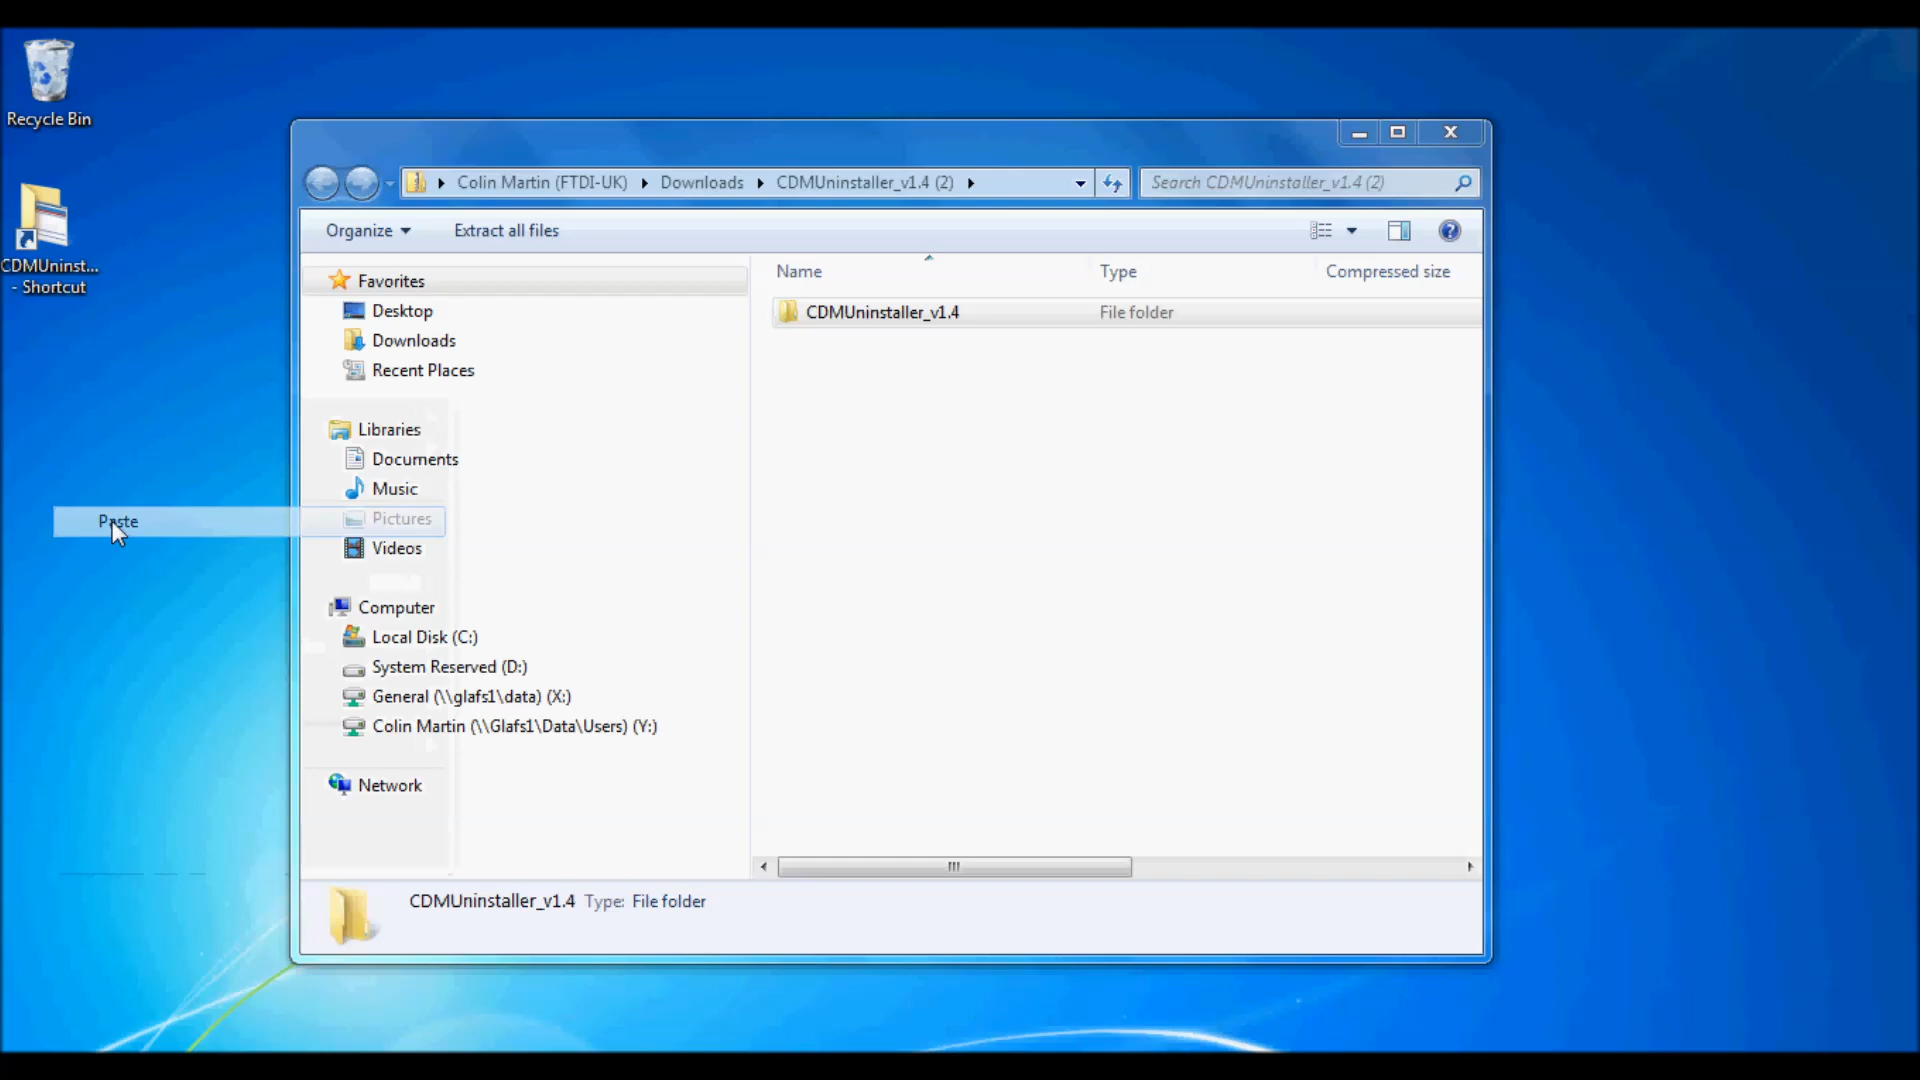 Recycle Bin
CDMUninst...
- Shortcut
Colin Martin (FTDI-UK)
Downloads
CDMUninstaller_v1.4 (2)
Search CDMUninstaller_v1.4 (2)
Organize
Extract all files
Favorites
Desktop
Downloads
Recent Places
Libraries
Documents
Music
Pictures
Videos
Computer
Local Disk (C:)
System Reserved (D:)
General (\\glafs1\data) (X:)
Colin Martin (\\Glafs1\Data\Users) (Y:)
Network
Name Type Compressed size
CDMUninstaller_v1.4 File folder
Paste
CDMUninstaller_v1.4 Type: File folder